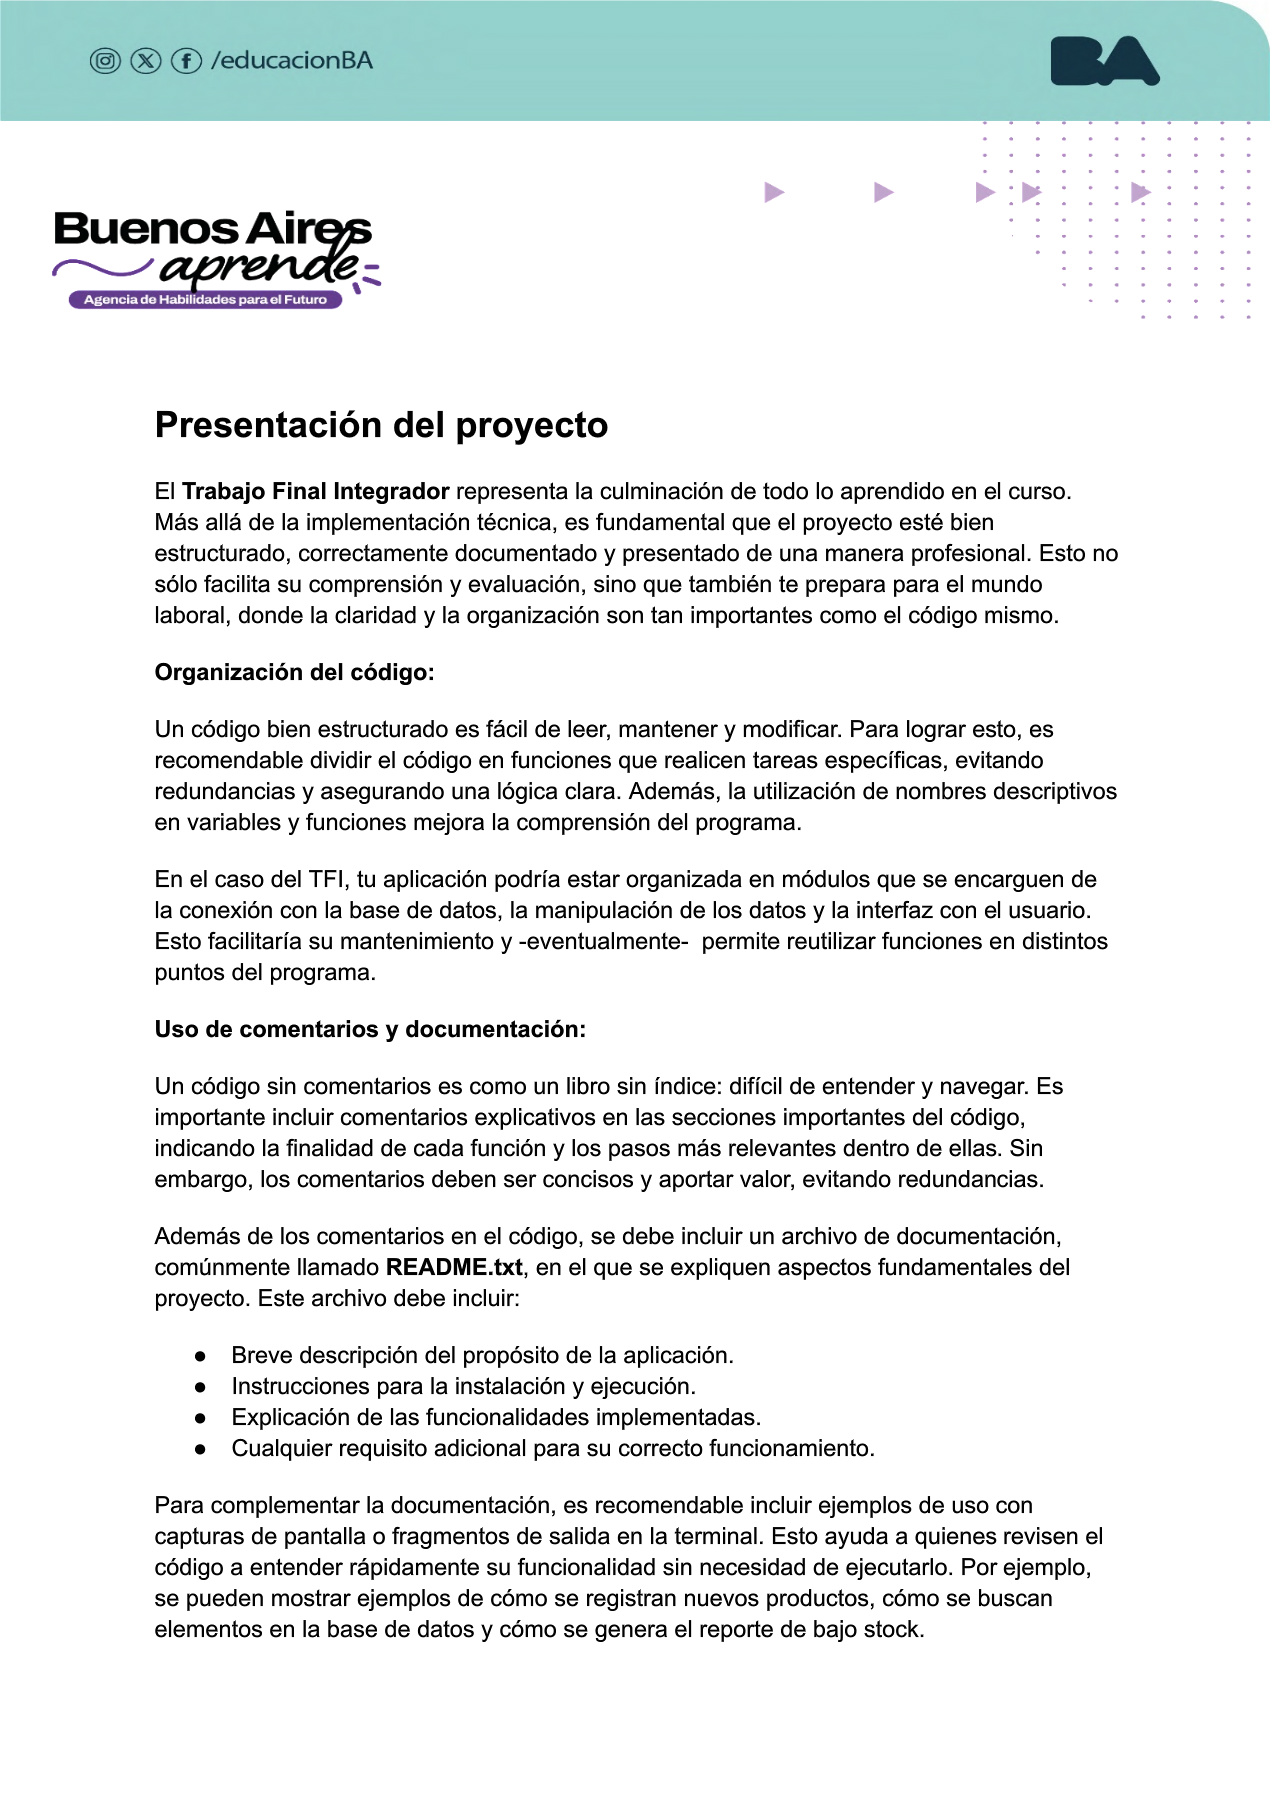 /educacionBA
BA
Buenos Aires
aprende
Agencia de Habilidades para el Futuro
Presentación del proyecto
El Trabajo Final Integrador representa la culminación de todo lo aprendido en el curso.
Más allá de la implementación técnica, es fundamental que el proyecto esté bien
estructurado, correctamente documentado y presentado de una manera profesional. Esto no
sólo facilita su comprensión y evaluación, sino que también te prepara para el mundo
laboral, donde la claridad y la organización son tan importantes como el código mismo.
Organización del código:
Un código bien estructurado es fácil de leer, mantener y modificar. Para lograr esto, es
recomendable dividir el código en funciones que realicen tareas específicas, evitando
redundancias y asegurando una lógica clara. Además, la utilización de nombres descriptivos
en variables y funciones mejora la comprensión del programa.
En el caso del TFI, tu aplicación podría estar organizada en módulos que se encarguen de
la conexión con la base de datos, la manipulación de los datos y la interfaz con el usuario.
Esto facilitaría su mantenimiento y -eventualmente-  permite reutilizar funciones en distintos
puntos del programa.
Uso de comentarios y documentación:
Un código sin comentarios es como un libro sin índice: difícil de entender y navegar. Es
importante incluir comentarios explicativos en las secciones importantes del código,
indicando la finalidad de cada función y los pasos más relevantes dentro de ellas. Sin
embargo, los comentarios deben ser concisos y aportar valor, evitando redundancias.
Además de los comentarios en el código, se debe incluir un archivo de documentación,
comúnmente llamado README.txt, en el que se expliquen aspectos fundamentales del
proyecto. Este archivo debe incluir:
● Breve descripción del propósito de la aplicación.
● Instrucciones para la instalación y ejecución.
● Explicación de las funcionalidades implementadas.
● Cualquier requisito adicional para su correcto funcionamiento.
Para complementar la documentación, es recomendable incluir ejemplos de uso con
capturas de pantalla o fragmentos de salida en la terminal. Esto ayuda a quienes revisen el
código a entender rápidamente su funcionalidad sin necesidad de ejecutarlo. Por ejemplo,
se pueden mostrar ejemplos de cómo se registran nuevos productos, cómo se buscan
elementos en la base de datos y cómo se genera el reporte de bajo stock.